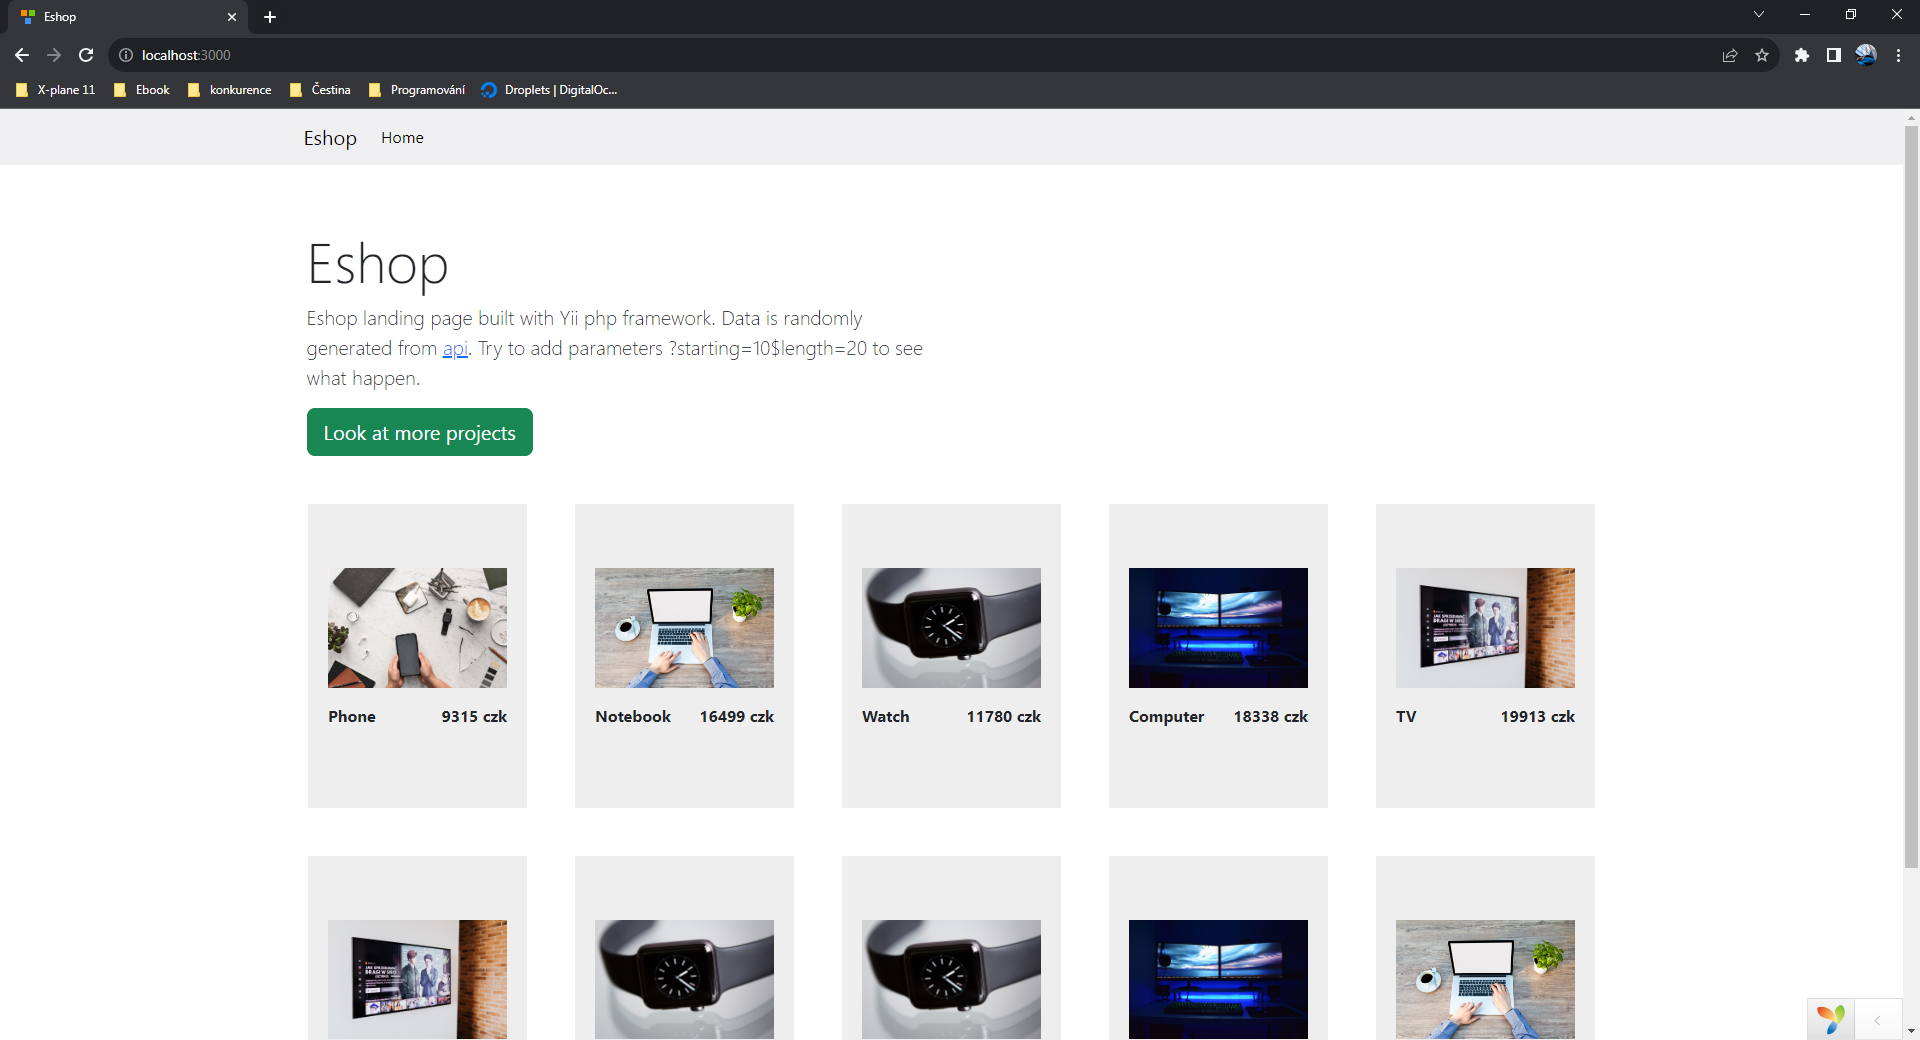 Eshop
localhost:3000
X-plane 11 Ebook konkurence Čestina Programování Droplets | DigitalOc...
Eshop Home
Eshop
Eshop landing page built with Yii php framework. Data is randomly
generated from api. Try to add parameters ?starting=10$length=20 to see
what happen.
Look at more projects
Phone 9315 czk
Notebook 16499 czk
Watch 11780 czk
Computer 18338 czk
TV 19913 czk